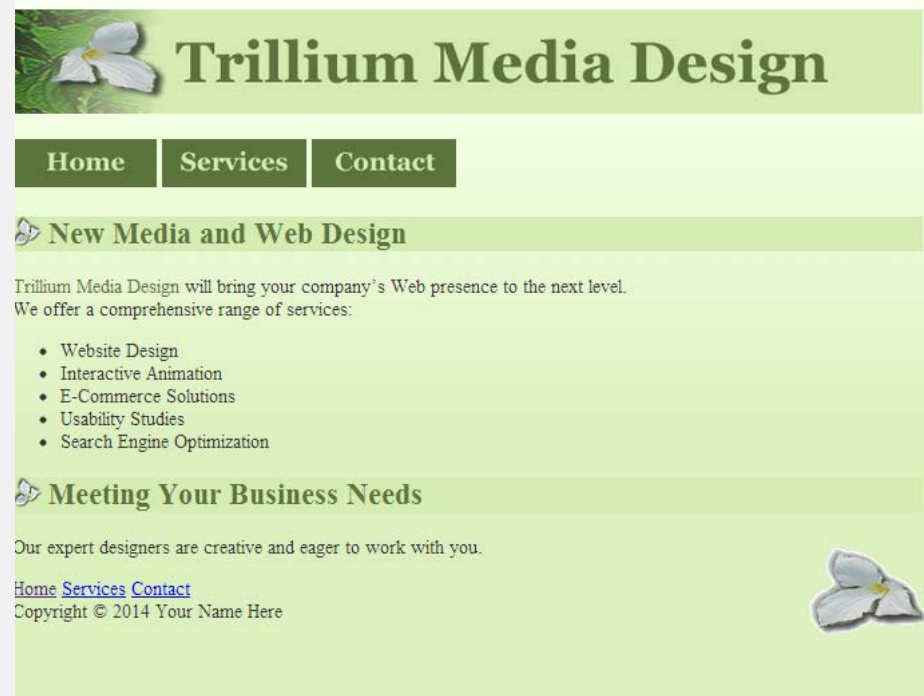 Trillium Media Design
Home Services Contact
New Media and Web Design
Trillium Media Design will bring your company's Web presence to the next level.
We offer a comprehensive range of services:
• Website Design
• Interactive Animation
• E-Commerce Solutions
• Usability Studies
• Search Engine Optimization
Meeting Your Business Needs
Our expert designers are creative and eager to work with you.
Home Services Contact
Copyright © 2014 Your Name Here